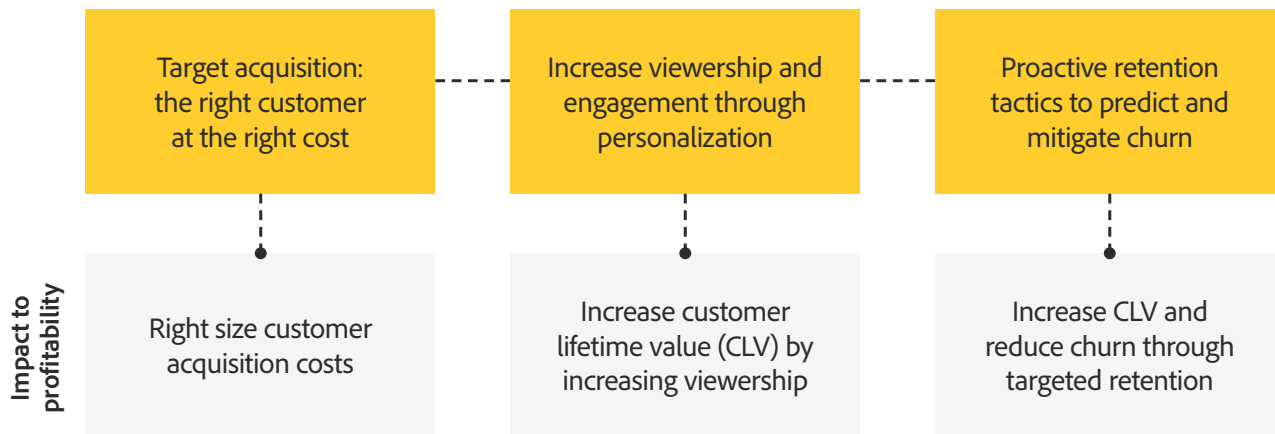 Target acquisition:
the right customer
at the right cost
Increase viewership and
engagement through
personalization
Proactive retention
tactics to predict and
mitigate churn
Impact to
profitability
Right size customer
acquisition costs
Increase customer
lifetime value (CLV) by
increasing viewership
Increase CLV and
reduce churn through
targeted retention